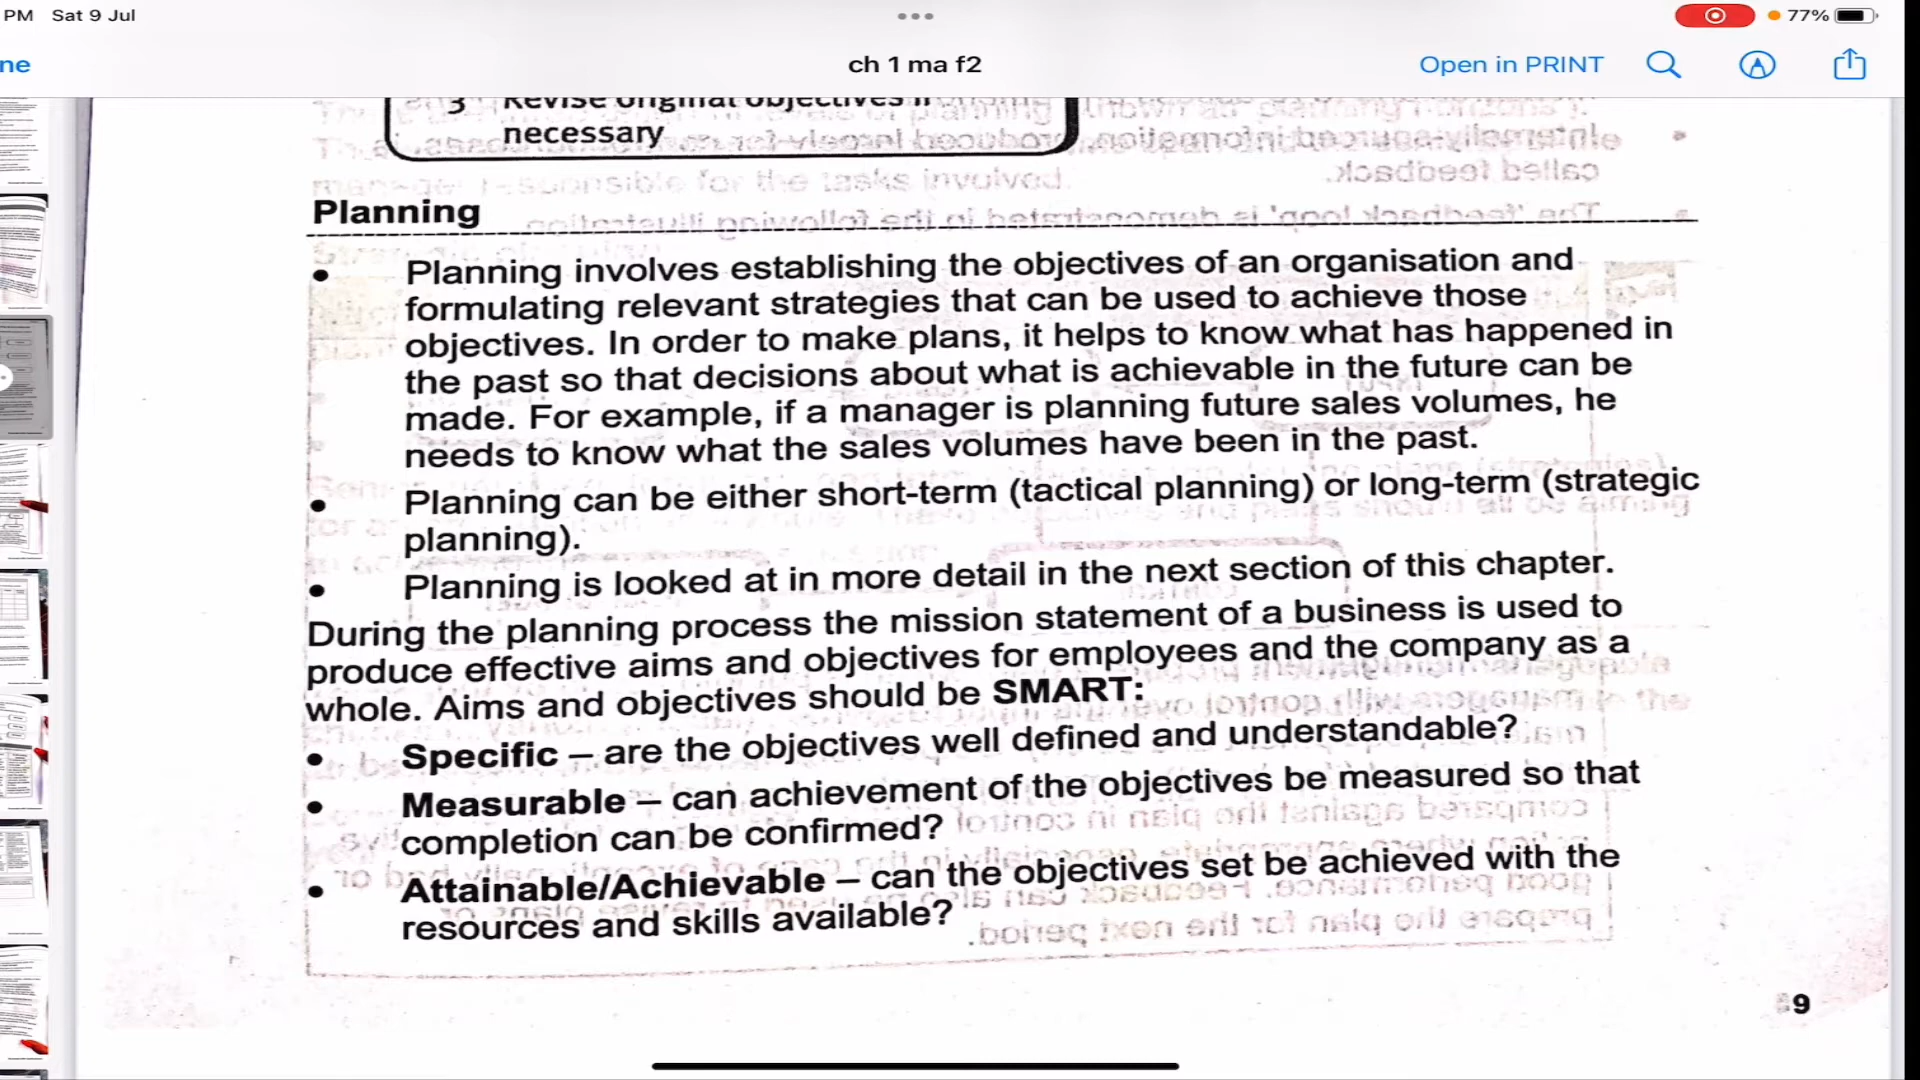 PM Sat 9 Jul
77%
ne
ch 1 ma f2
Open in PRINT
3 Revise original objectives if
necessary
Planning
• Planning involves establishing the objectives of an organisation and
formulating relevant strategies that can be used to achieve those
objectives. In order to make plans, it helps to know what has happened in
the past so that decisions about what is achievable in the future can be
made. For example, if a manager is planning future sales volumes, he
needs to know what the sales volumes have been in the past.
• Planning can be either short-term (tactical planning) or long-term (strategic
planning).
• Planning is looked at in more detail in the next section of this chapter.
During the planning process the mission statement of a business is used to
produce effective aims and objectives for employees and the company as a
whole. Aims and objectives should be SMART:
• Specific – are the objectives well defined and understandable?
• Measurable – can achievement of the objectives be measured so that
completion can be confirmed?
• Attainable/Achievable – can the objectives set be achieved with the
resources and skills available?
9